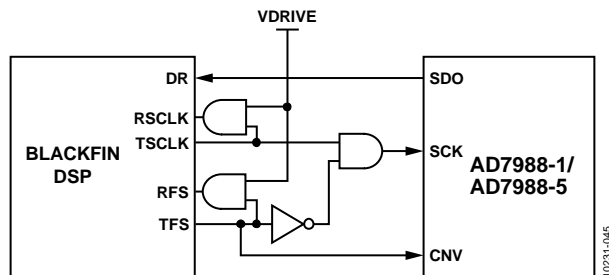 VDRIVE
DR
RSCLK
TSCLK
RFS
TFS
BLACKFIN
DSP
SDO
SCK
CNV
AD7988-1/
AD7988-5
10231-045